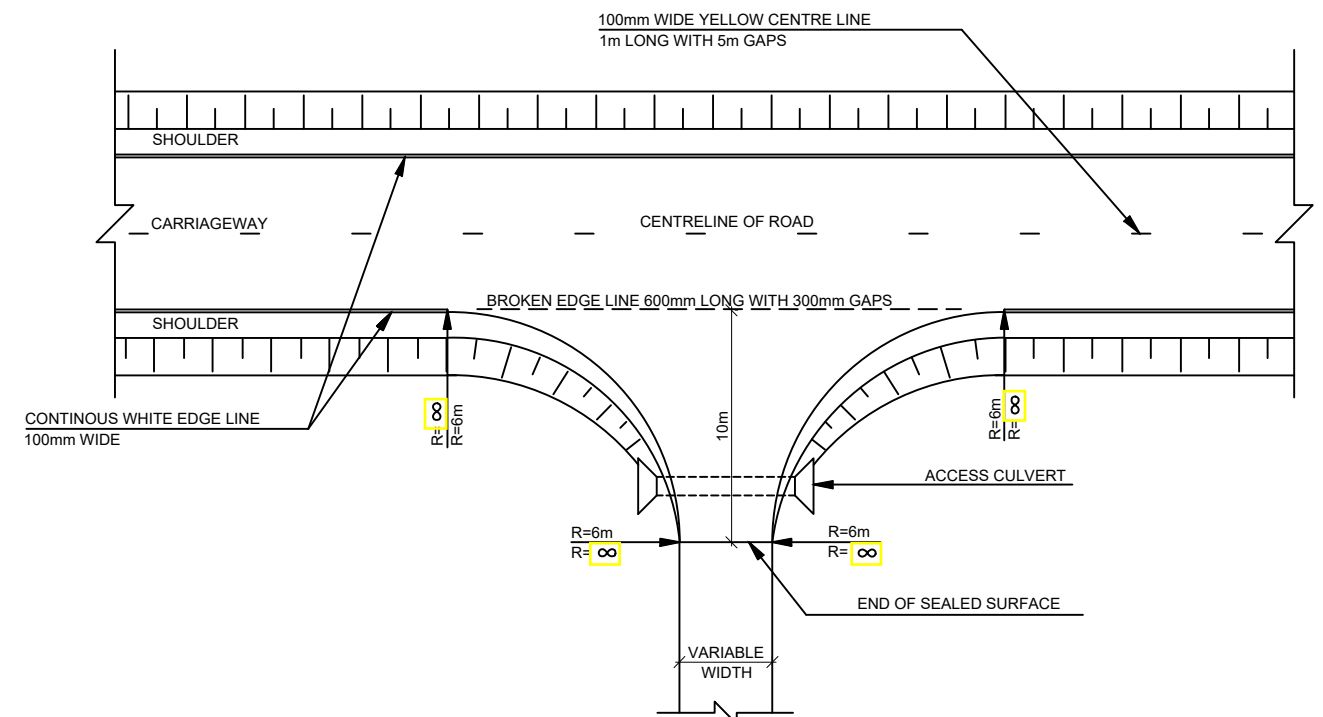 100mm WIDE YELLOW CENTRE LINE
1m LONG WITH 5m GAPS
SHOULDER
CARRIAGEWAY
CENTRELINE OF ROAD
BROKEN EDGE LINE 600mm LONG WITH 300mm GAPS
SHOULDER
R=∞
R=6m
R=6m
R=∞
10m
CONTINOUS WHITE EDGE LINE
100mm WIDE
ACCESS CULVERT
R=6m
R=∞
R=6m
R=∞
END OF SEALED SURFACE
VARIABLE
WIDTH